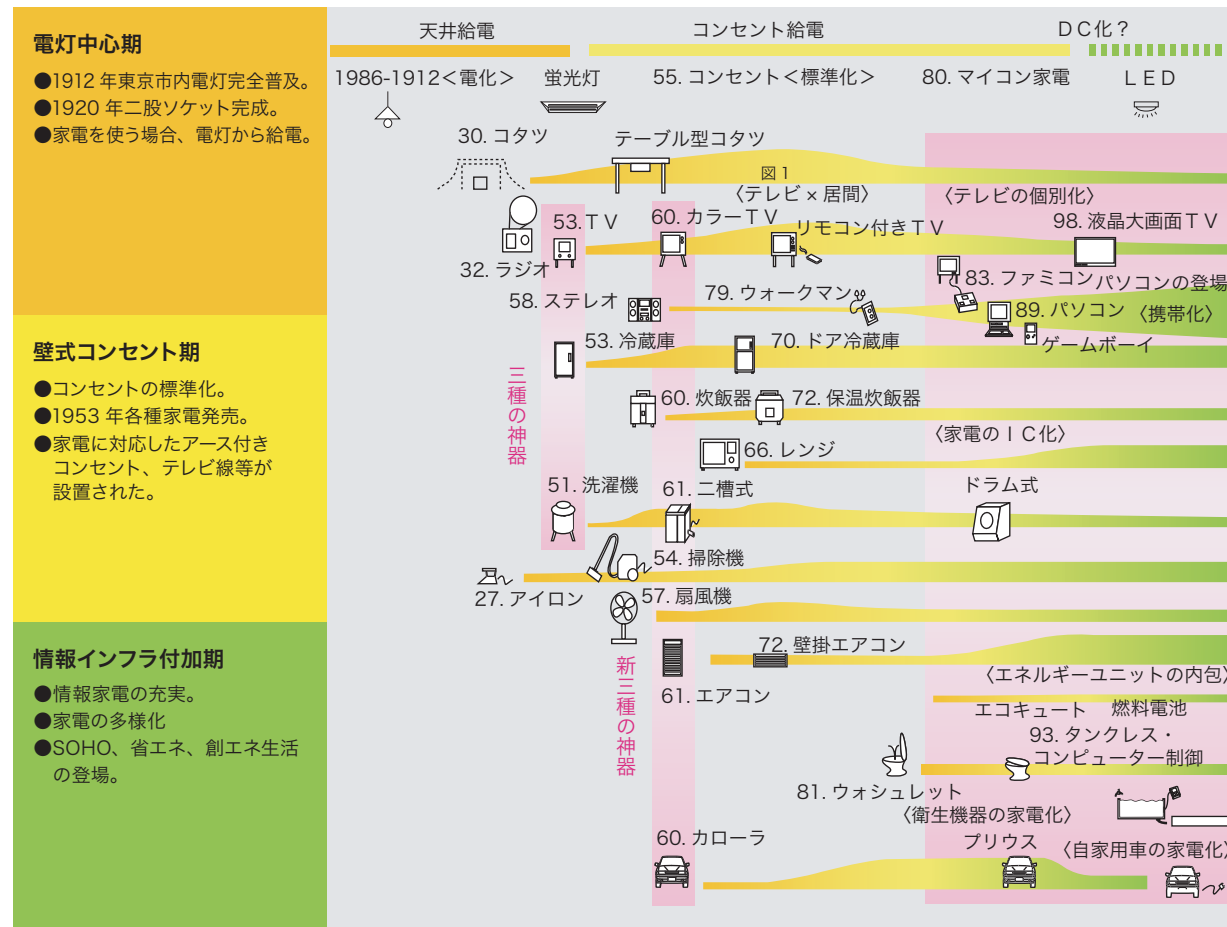 電灯中心期
●1912 年東京市内電灯完全普及。
●1920 年二股ソケット完成。
●家電を使う場合、電灯から給電。
壁式コンセント期
●コンセントの標準化。
●1953 年各種家電発売。
●家電に対応したアース付き
コンセント、テレビ線等が
設置された。
情報インフラ付加期
●情報家電の充実。
●家電の多様化
●SOHO、省エネ、創エネ生活
の登場。
天井給電
コンセント給電
DC化？
1986-1912＜電化＞
蛍光灯
55. コンセント＜標準化＞
80. マイコン家電
LED
30. コタツ
テーブル型コタツ
図1
〈テレビ×居間〉
〈テレビの個別化〉
53.TV
60. カラーTV
リモコン付きTV
98. 液晶大画面TV
32. ラジオ
58. ステレオ
79. ウォークマン
83. ファミコン
パソコンの登場
89. パソコン
〈携帯化〉
ゲームボーイ
53. 冷蔵庫
70. ドア冷蔵庫
三種の神器
60. 炊飯器
72. 保温炊飯器
〈家電のIC化〉
66. レンジ
51. 洗濯機
61. 二槽式
ドラム式
54. 掃除機
27. アイロン
57. 扇風機
新三種の神器
72. 壁掛エアコン
61. エアコン
〈エネルギーユニットの内包〉
エコキュート
燃料電池
93. タンクレス・
コンピューター制御
81. ウォシュレット
〈衛生機器の家電化〉
60. カローラ
プリウス
〈自家用車の家電化〉